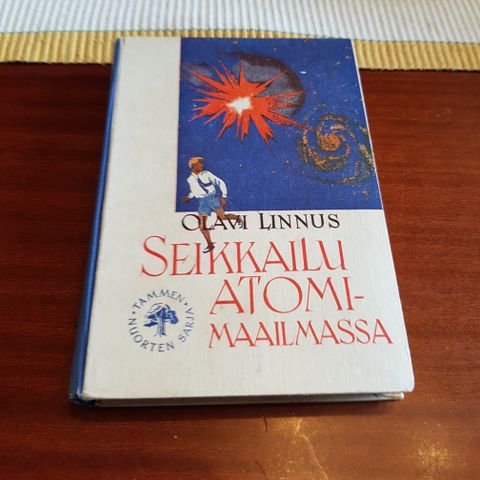 OLAVI LINNUS
SEIKKAILU
ATOMI-
MAAILMASSA
· TAMMEN ·
NUORTEN SARJA